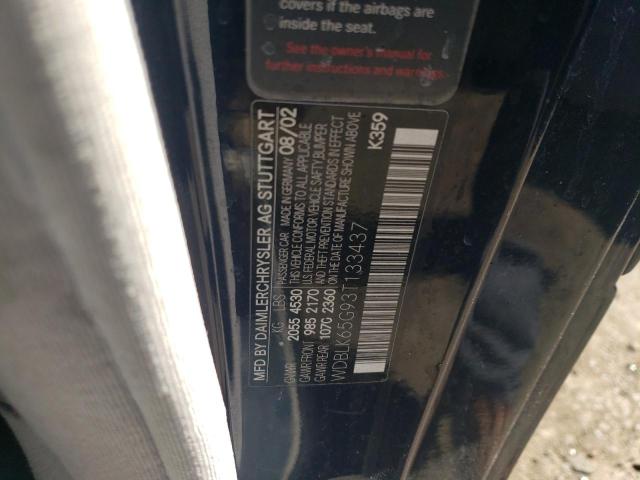 covers if the airbags are
inside the seat.
See the owner's manual for
further instructions and warnings.
MFD BY DAIMLERCHRYSLER AG STUTTGART
KG LBS PASSENGER CAR MADE IN GERMANY 08/02
GVWR 2055 4530 THIS VEHICLE CONFORMS TO ALL APPLICABLE
GAWR FRONT 985 2170 U.S. FEDERAL MOTOR VEHICLE, SAFTY, BUMPER
GAWR REAR 1070 2360 AND THEFT PREVENTION STANDARDS IN EFFECT
ON THE DATE OF MANUFACTURE SHOWN ABOVE
WDBLK65G93T133437 K359